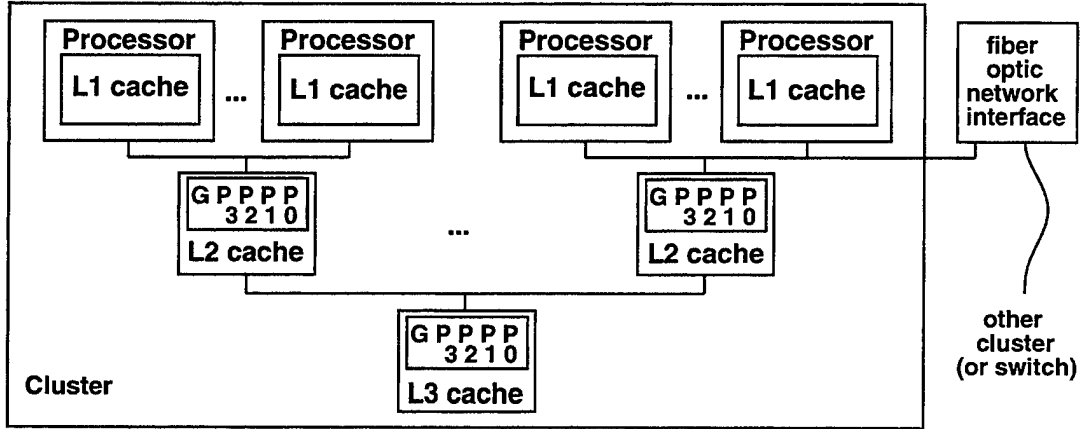 Processor
L1 cache
...
Processor
L1 cache
Processor
L1 cache
...
Processor
L1 cache
fiber
optic
network
interface
G P P P P
3 2 1 0
L2 cache
...
G P P P P
3 2 1 0
L2 cache
G P P P P
3 2 1 0
L3 cache
Cluster
other
cluster
(or switch)